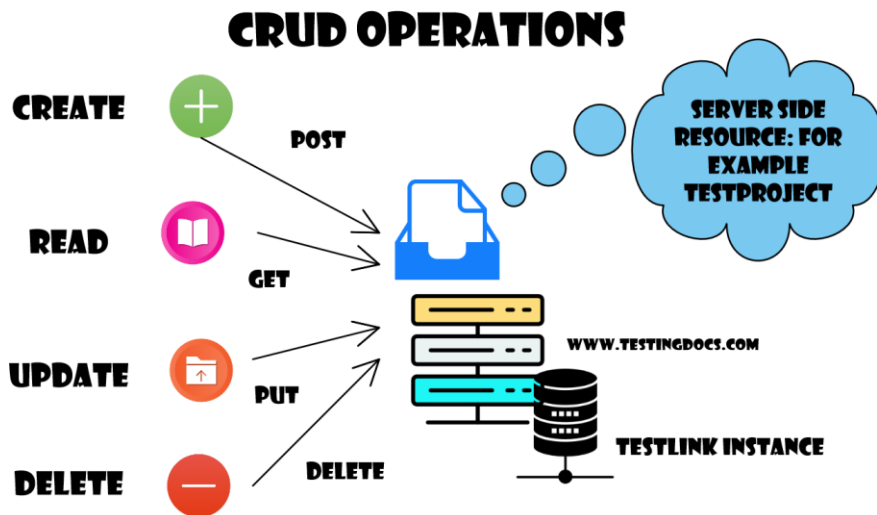 CRUD OPERATIONS
CREATE
POST
SERVER SIDE
RESOURCE: FOR
EXAMPLE
TESTPROJECT
READ
GET
WWW.TESTINGDOCS.COM
UPDATE
PUT
TESTLINK INSTANCE
DELETE
DELETE